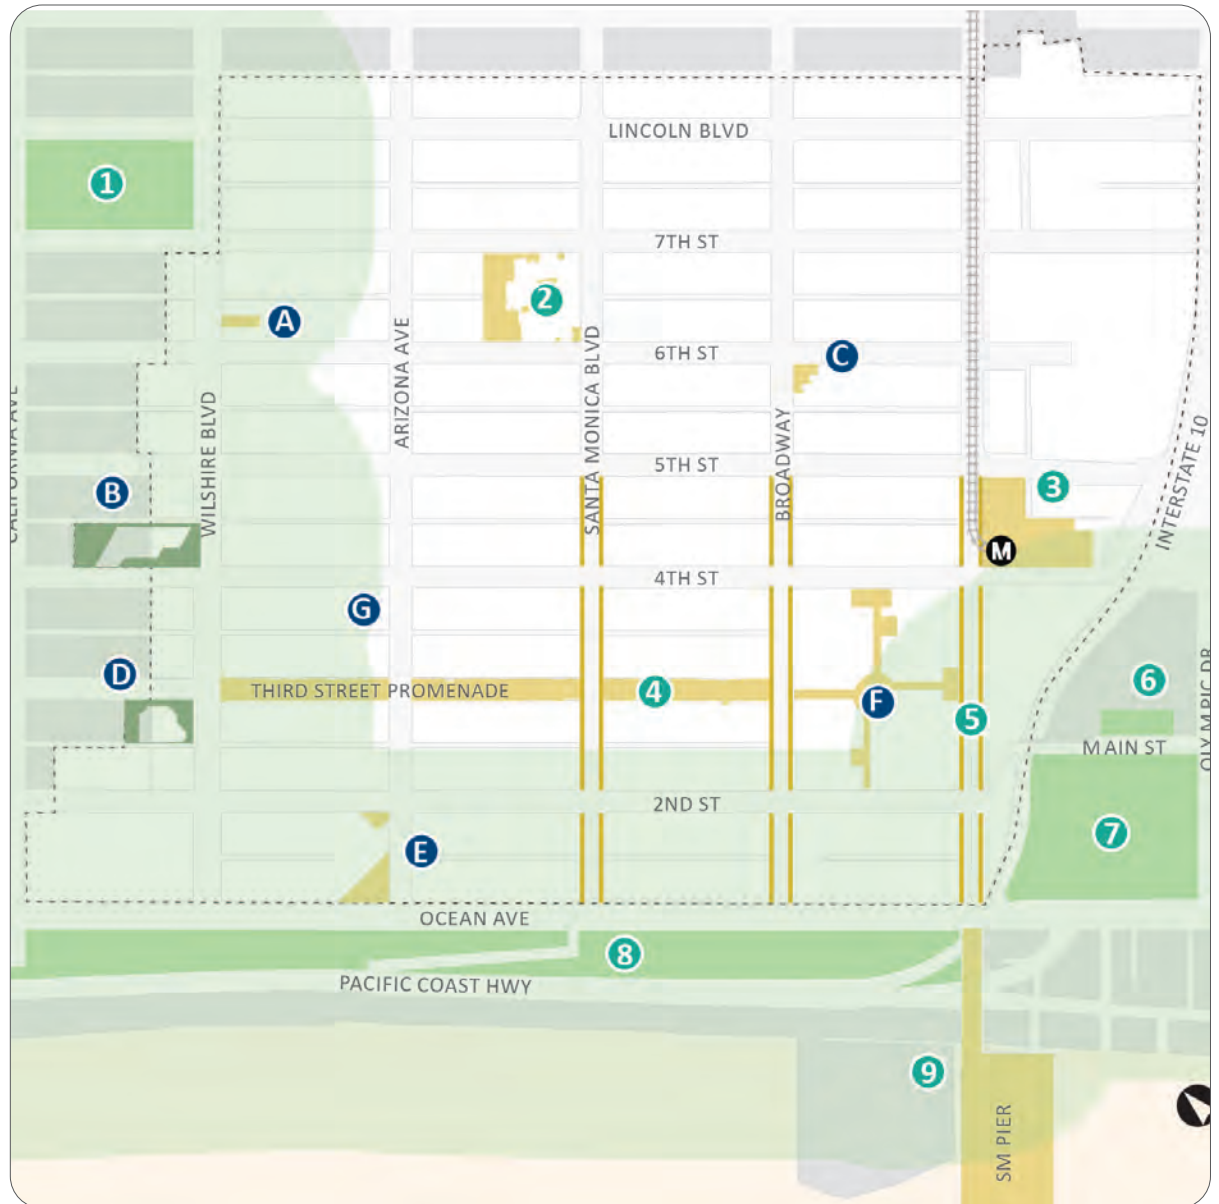 LINCOLN BLVD
1
7TH ST
2
A
ARIZONA AVE
SANTA MONICA BLVD
6TH ST
C
CALIFORNIA AVE
WILSHIRE BLVD
BROADWAY
INTERSTATE 10
5TH ST
B
3
M
4TH ST
G
D
THIRD STREET PROMENADE
4
F
5
6
MAIN ST
OLYMPIC DR
2ND ST
7
E
OCEAN AVE
8
PACIFIC COAST HWY
9
SM PIER